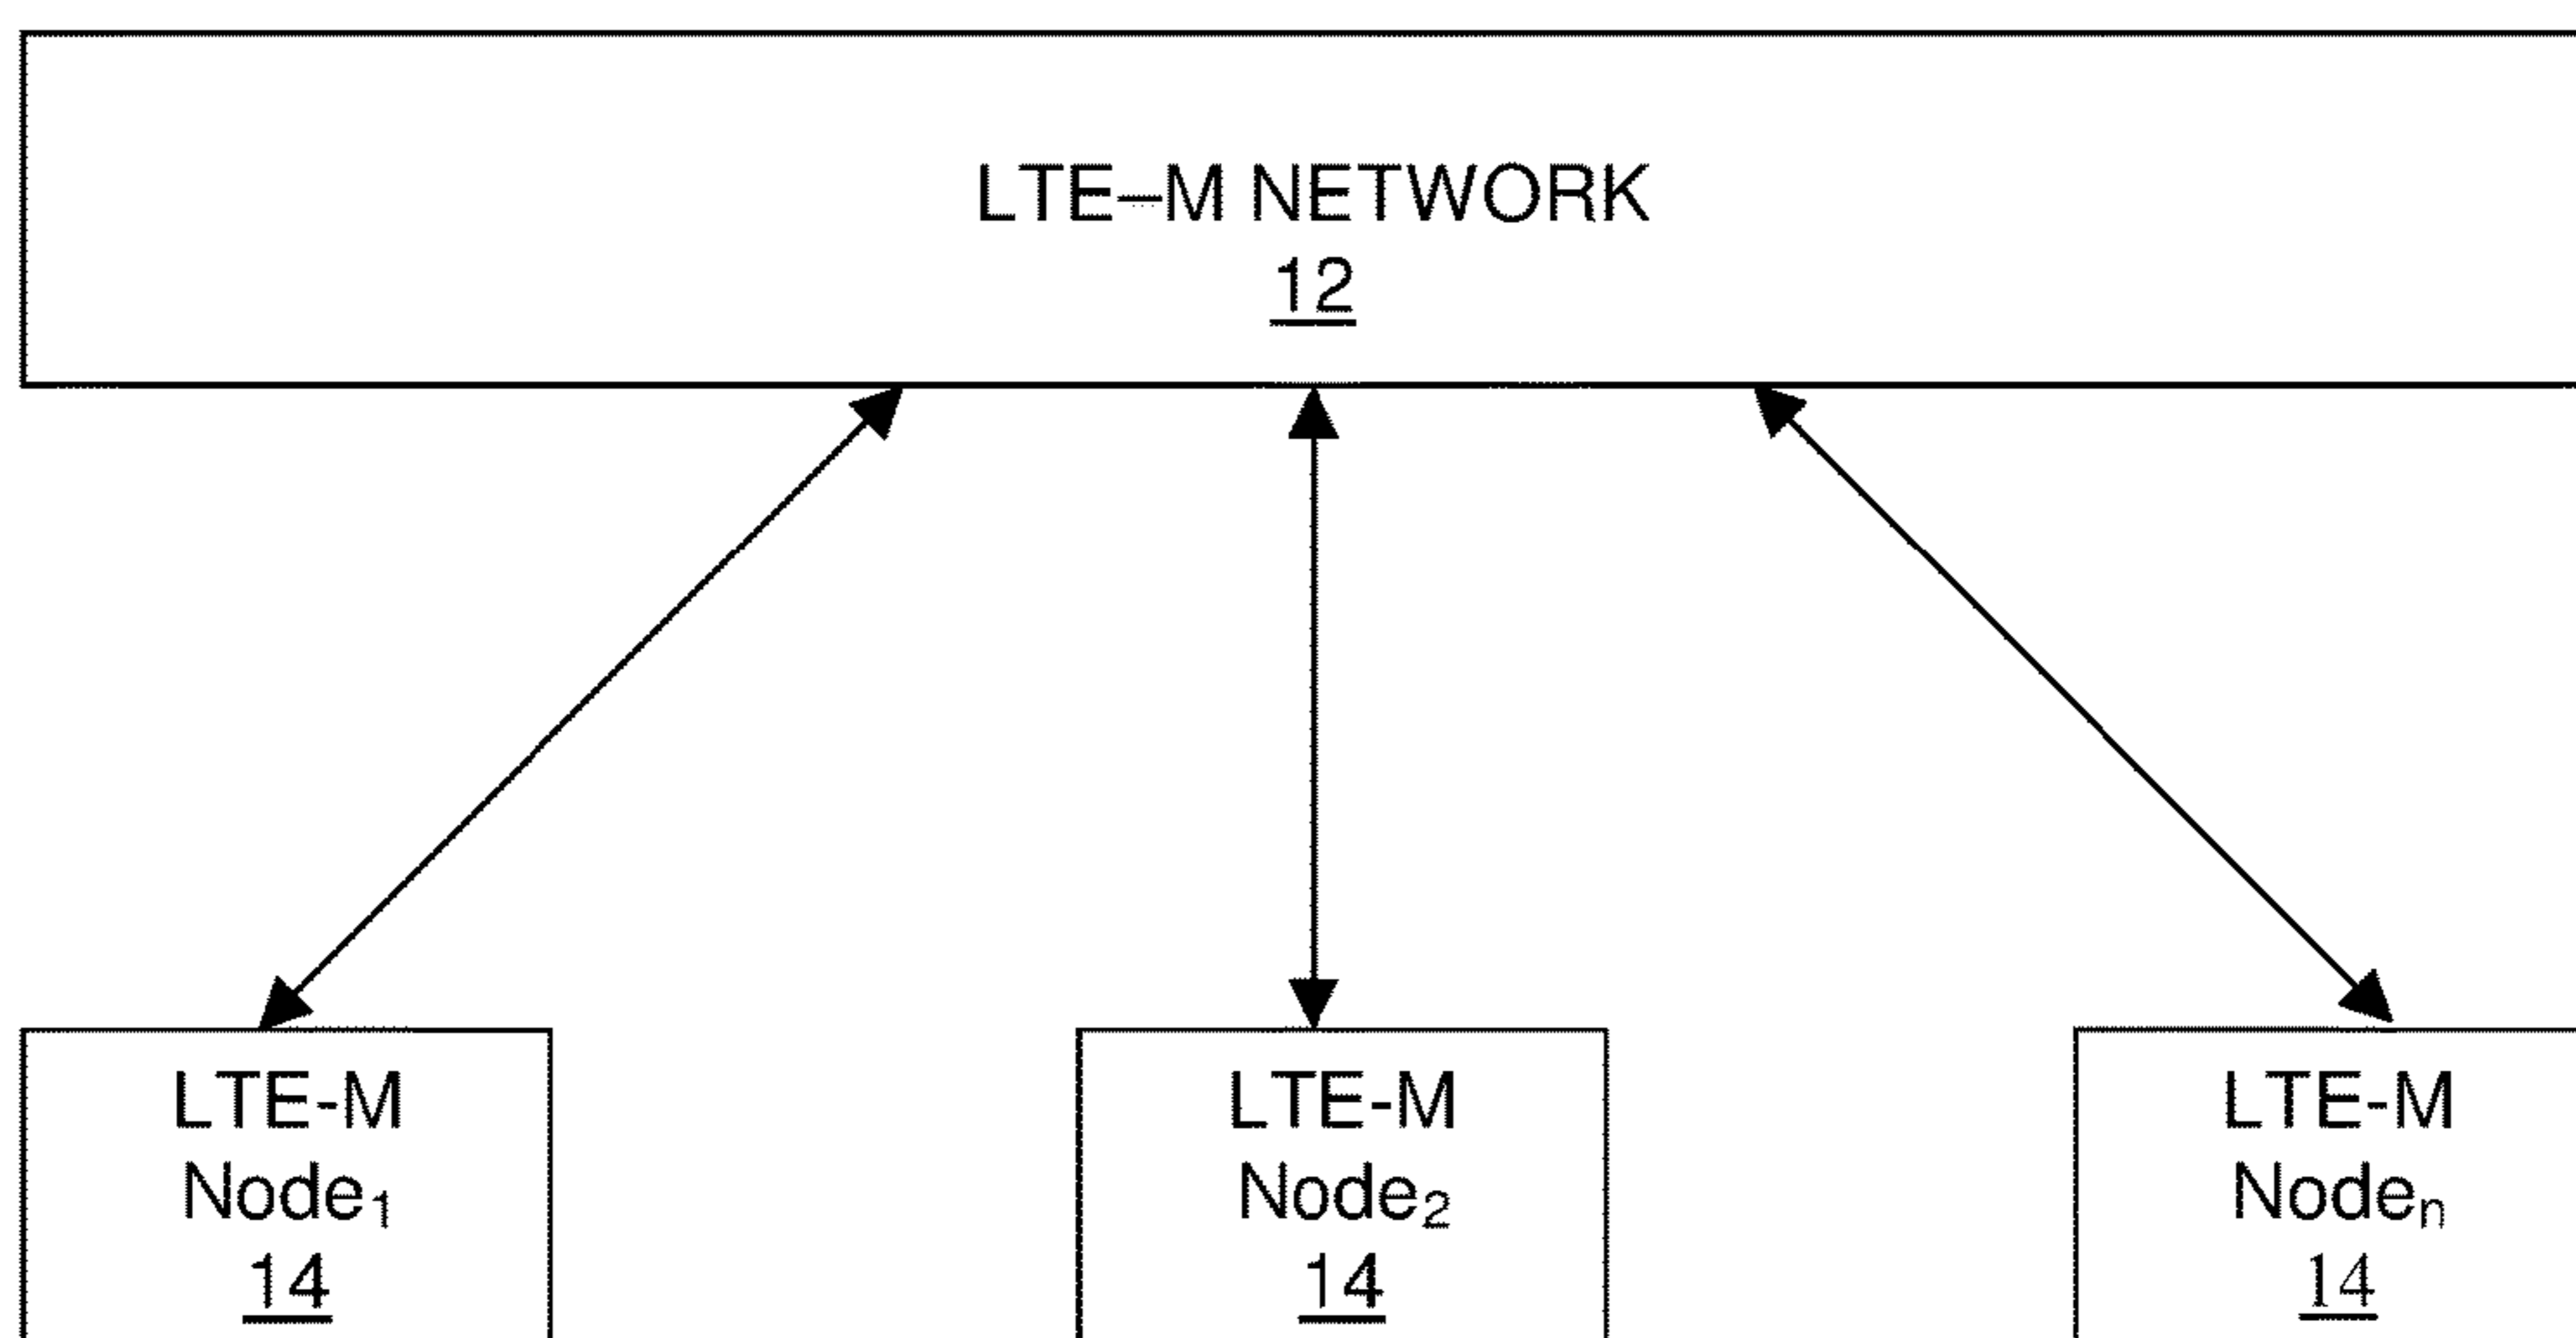 LTE–M NETWORK
12
LTE-M
Node₁
14
LTE-M
Node₂
14
LTE-M
Nodeₙ
14